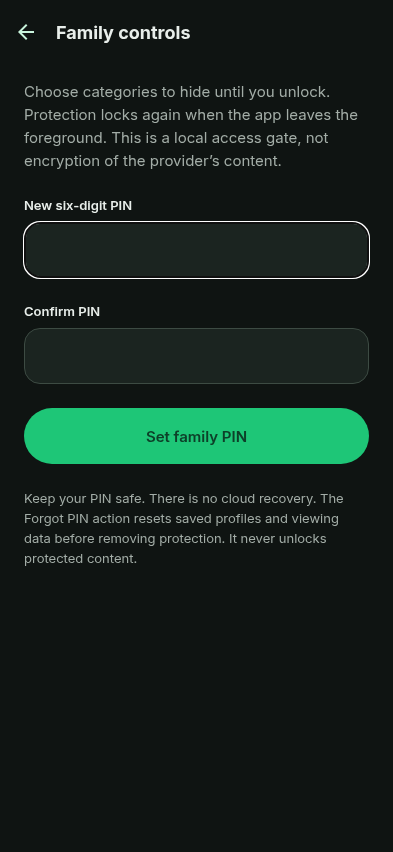 Family controls
Choose categories to hide until you unlock.
Protection locks again when the app leaves the
foreground. This is a local access gate, not
encryption of the provider’s content.
New six-digit PIN
Confirm PIN
Set family PIN
Keep your PIN safe. There is no cloud recovery. The
Forgot PIN action resets saved profiles and viewing
data before removing protection. It never unlocks
protected content.